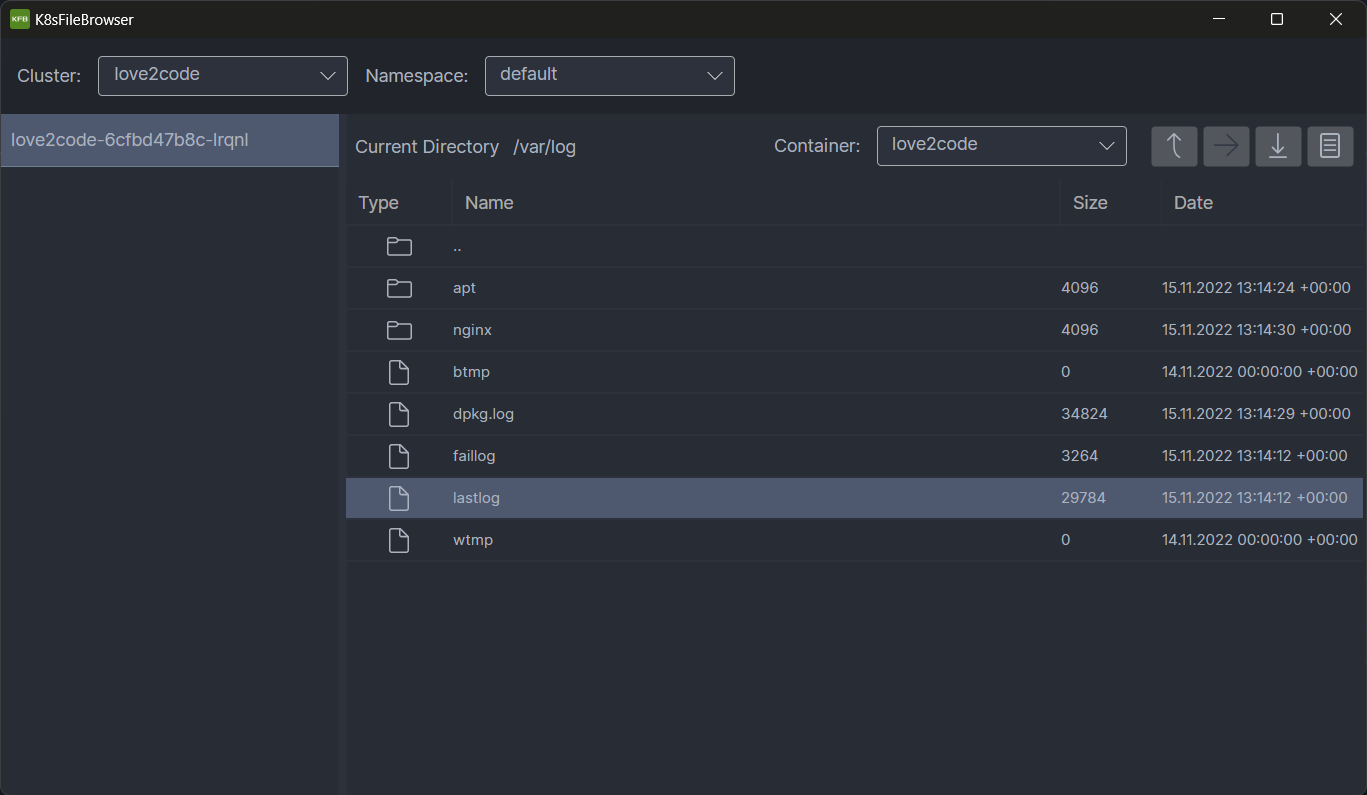 KFB K8sFileBrowser
Cluster: love2code Namespace: default
love2code-6cfbd47b8c-lrqnl
Current Directory /var/log Container: love2code
Type Name Size Date
..
apt 4096 15.11.2022 13:14:24 +00:00
nginx 4096 15.11.2022 13:14:30 +00:00
btmp 0 14.11.2022 00:00:00 +00:00
dpkg.log 34824 15.11.2022 13:14:29 +00:00
faillog 3264 15.11.2022 13:14:12 +00:00
lastlog 29784 15.11.2022 13:14:12 +00:00
wtmp 0 14.11.2022 00:00:00 +00:00